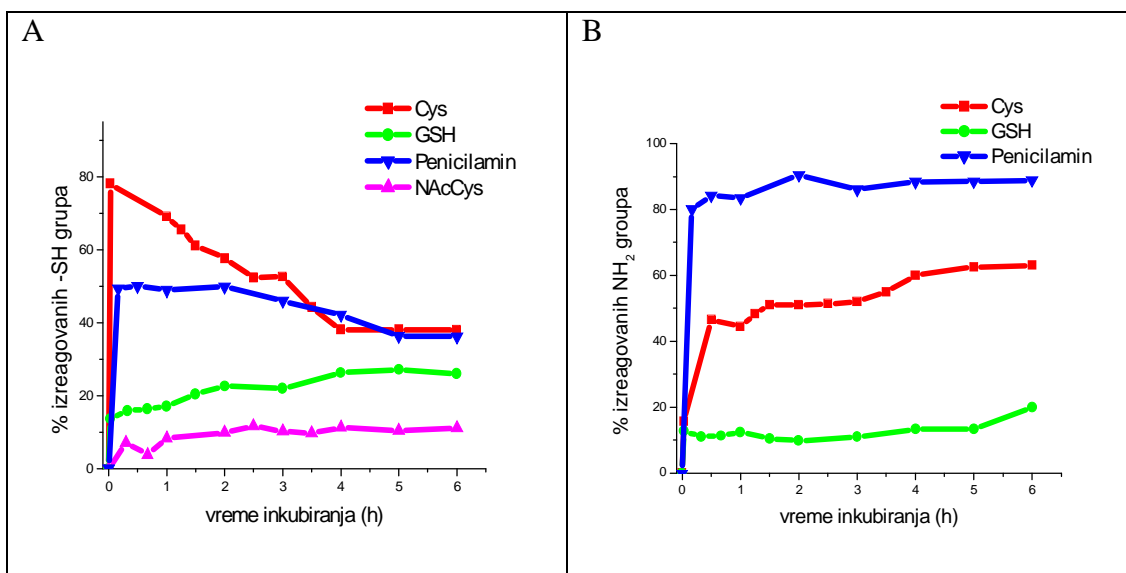 A
Cys
GSH
Penicilamin
NAcCys
% izreagovanih -SH grupa
80
60
40
20
0
0 1 2 3 4 5 6
vreme inkubiranja (h)
B
Cys
GSH
Penicilamin
% izreagovanih NH₂ groupa
100
80
60
40
20
0
0 1 2 3 4 5 6
vreme inkubiranja (h)